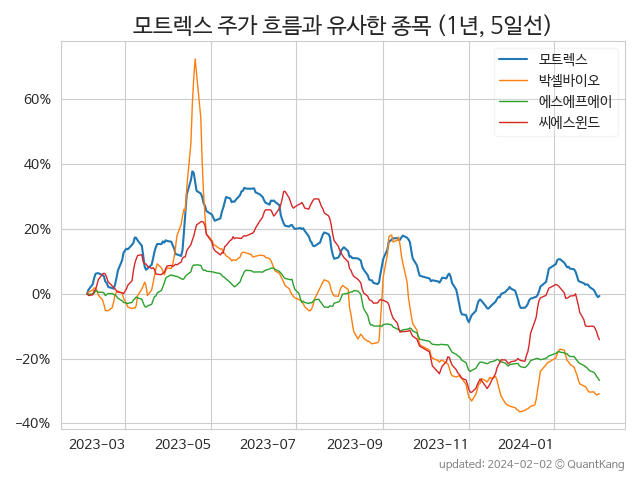 모트렉스 주가 흐름과 유사한 종목 (1년, 5일선)
모트렉스
박셀바이오
에스에프에이
씨에스윈드
60%
40%
20%
0%
−20%
−40%
2023−03
2023−05
2023−07
2023−09
2023−11
2024−01
updated: 2024-02-02 © QuantKang